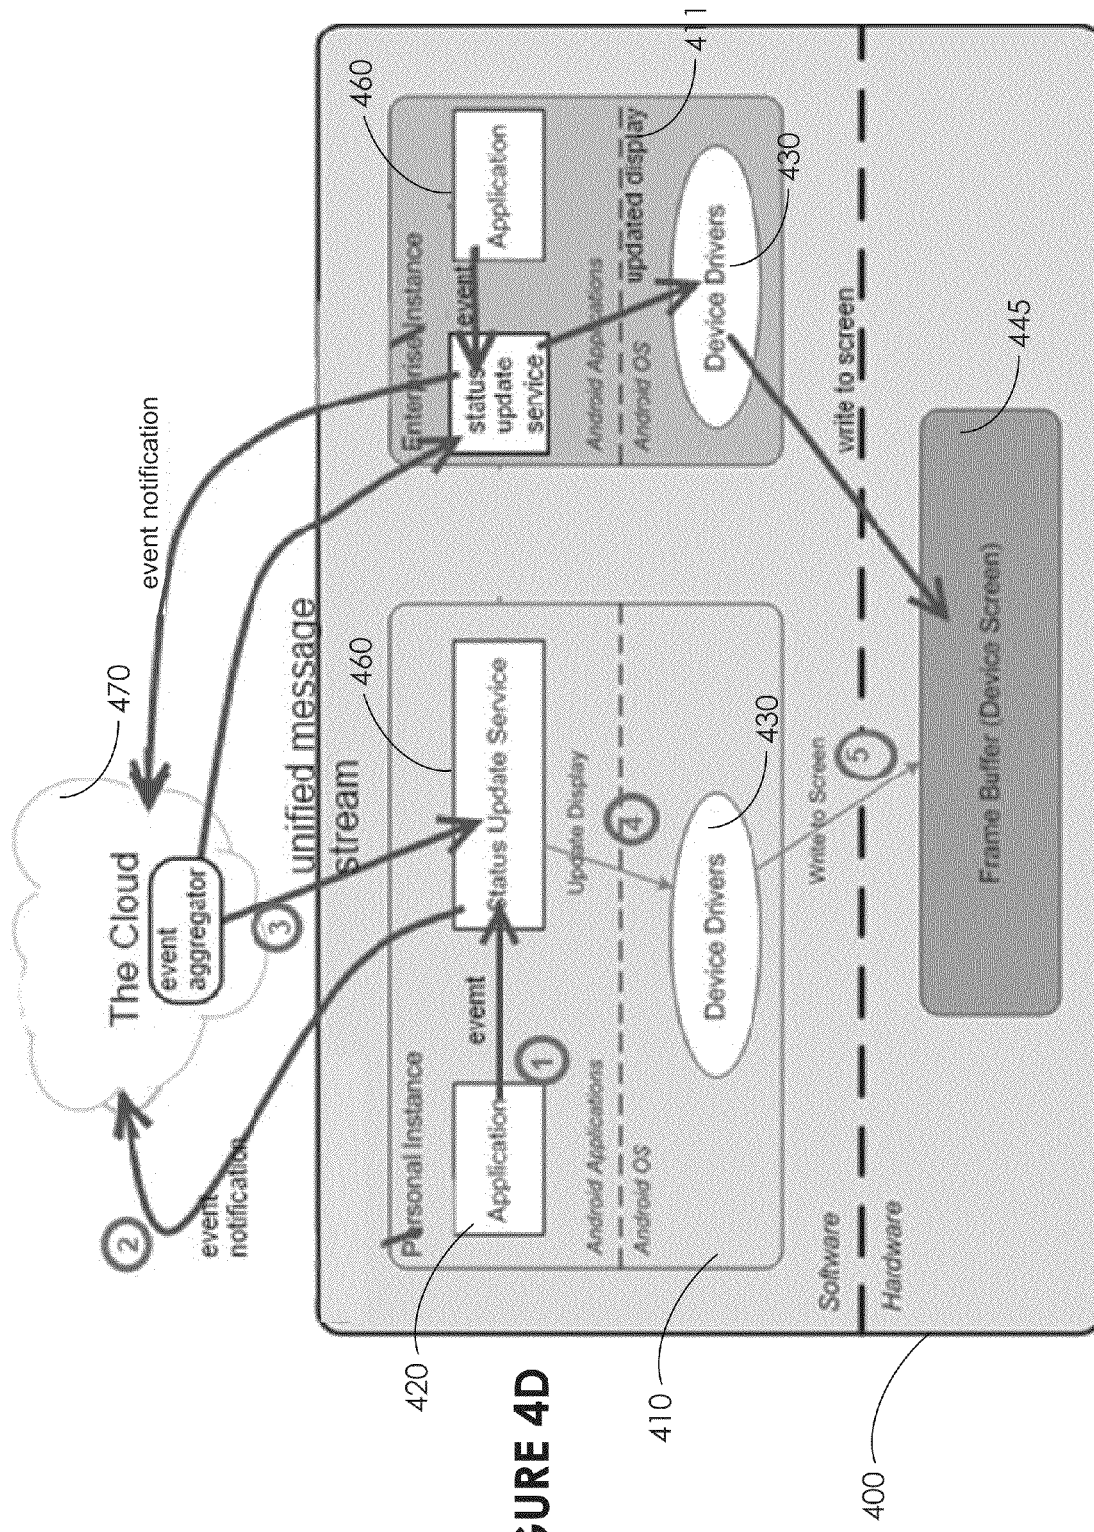 470
The Cloud
event
aggregator
event notification
2
event
notification
3
unified message
stream
Personal Instance
460
Application
evemt
1
Status Update Service
420
Android Applications
Android OS
Update Display
4
Device Drivers
430
410
Enterprise Instance
460
status
update
service
event
Application
Android Applications
Android OS
updated display
411
Device Drivers
430
Write to Screen
5
write to screen
Software
Hardware
Frame Buffer (Device Screen)
445
400
GURE 4D